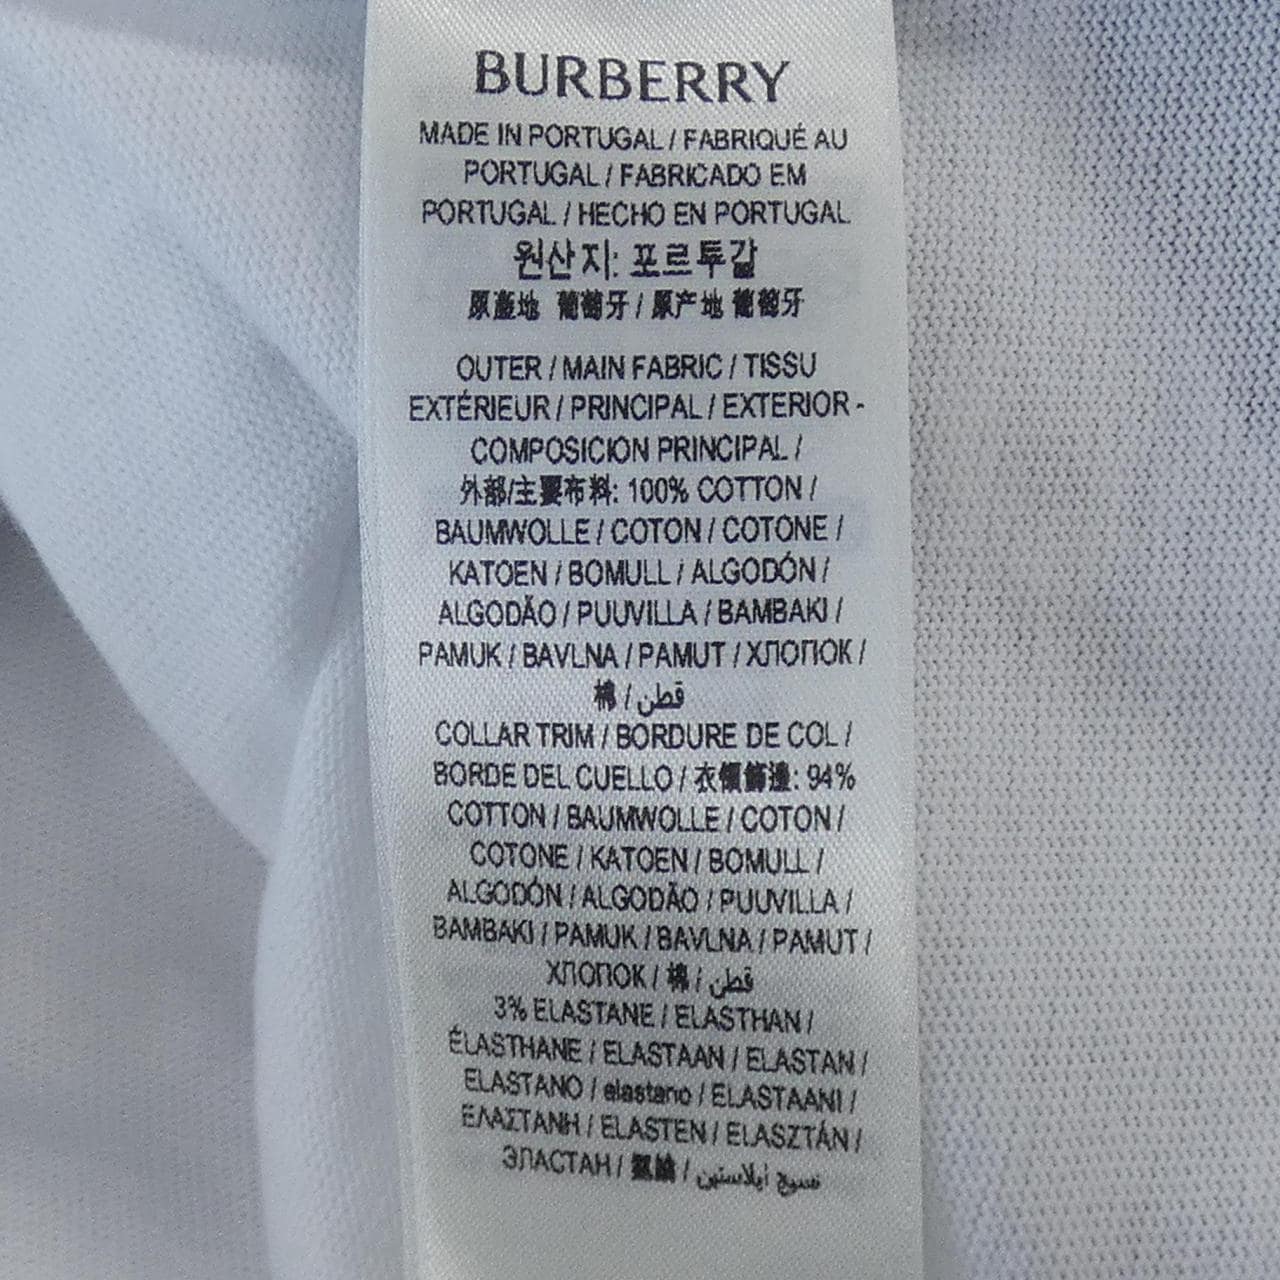 BURBERRY
MADE IN PORTUGAL / FABRIQUÉ AU
PORTUGAL / FABRICADO EM
PORTUGAL / HECHO EN PORTUGAL
원산지: 포르투갈
原產地 葡萄牙 / 原产地 葡萄牙
OUTER / MAIN FABRIC / TISSU
EXTÉRIEUR / PRINCIPAL / EXTERIOR -
COMPOSICION PRINCIPAL /
外部/主要布料: 100% COTTON /
BAUMWOLLE / COTON / COTONE /
KATOEN / BOMULL / ALGODÓN /
ALGODÃO / PUUVILLA / BAMBAKI /
PAMUK / BAVLNA / PAMUT / ХЛОПОК /
棉 / قطن
COLLAR TRIM / BORDURE DE COL /
BORDE DEL CUELLO / 衣領飾邊: 94%
COTTON / BAUMWOLLE / COTON /
COTONE / KATOEN / BOMULL /
ALGODÓN / ALGODÃO / PUUVILLA /
BAMBAKI / PAMUK / BAVLNA / PAMUT /
ХЛОПОК / 棉 / قطن
3% ELASTANE / ELASTHAN /
ÉLASTHANE / ELASTAAN / ELASTAN /
ELASTANO / elastano / ELASTAANI /
ΕΛΑΣΤΑΝΗ / ELASTEN / ELASZTÁN /
ЭЛАСТАН / 氨綸 / نسيج أيلاستين